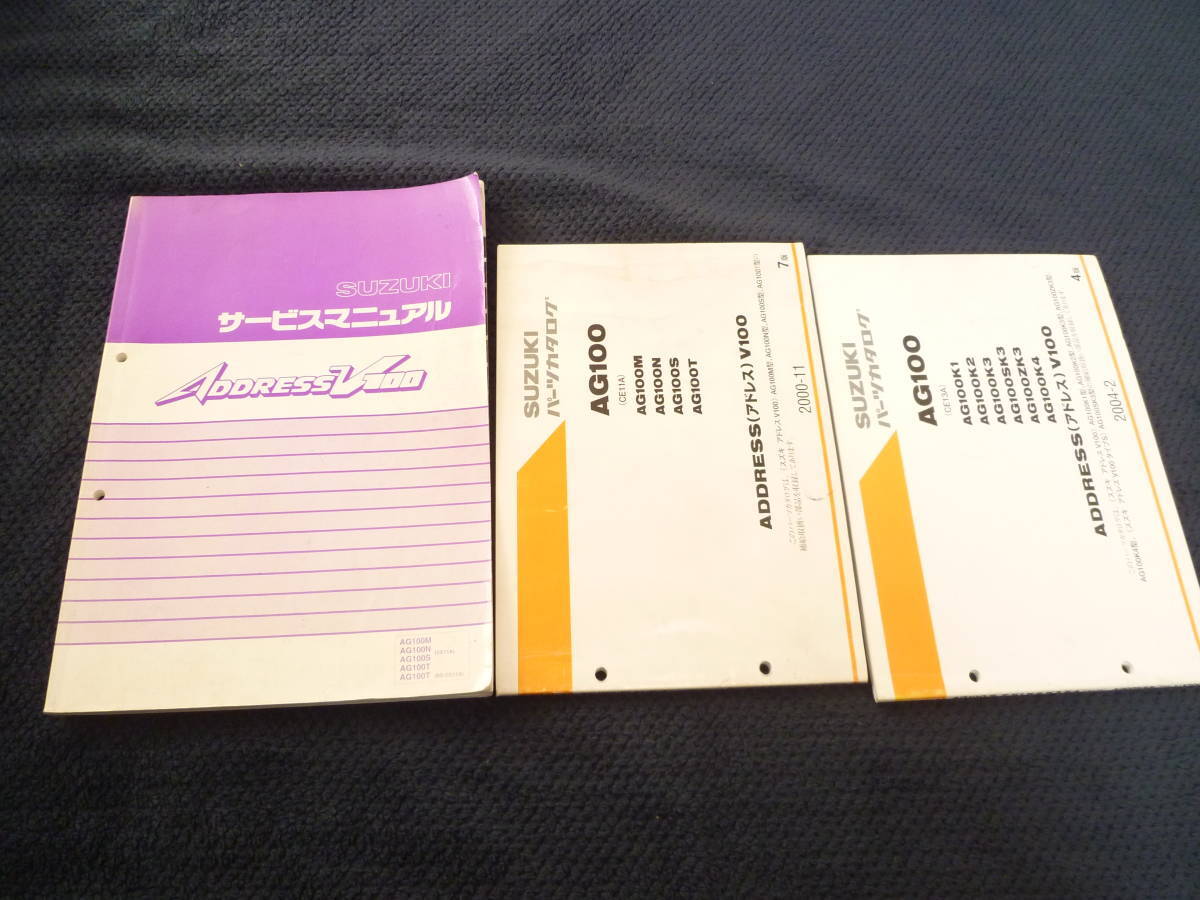 SUZUKI
サービスマニュアル
ADDRESS V100
AG100M
AG100N (CE11A)
AG100S
AG100T
AG100T
SUZUKI
パーツカタログ
7版
AG100
(CE11A)
AG100M
AG100N
AG100S
AG100T
ADDRESS(アドレス)V100
2000-11
SUZUKI
パーツカタログ
4版
AG100
(CE13A)
AG100K1
AG100K2
AG100K3
AG100SK3
AG100ZK3
AG100K4
ADDRESS(アドレス)V100
2004-2